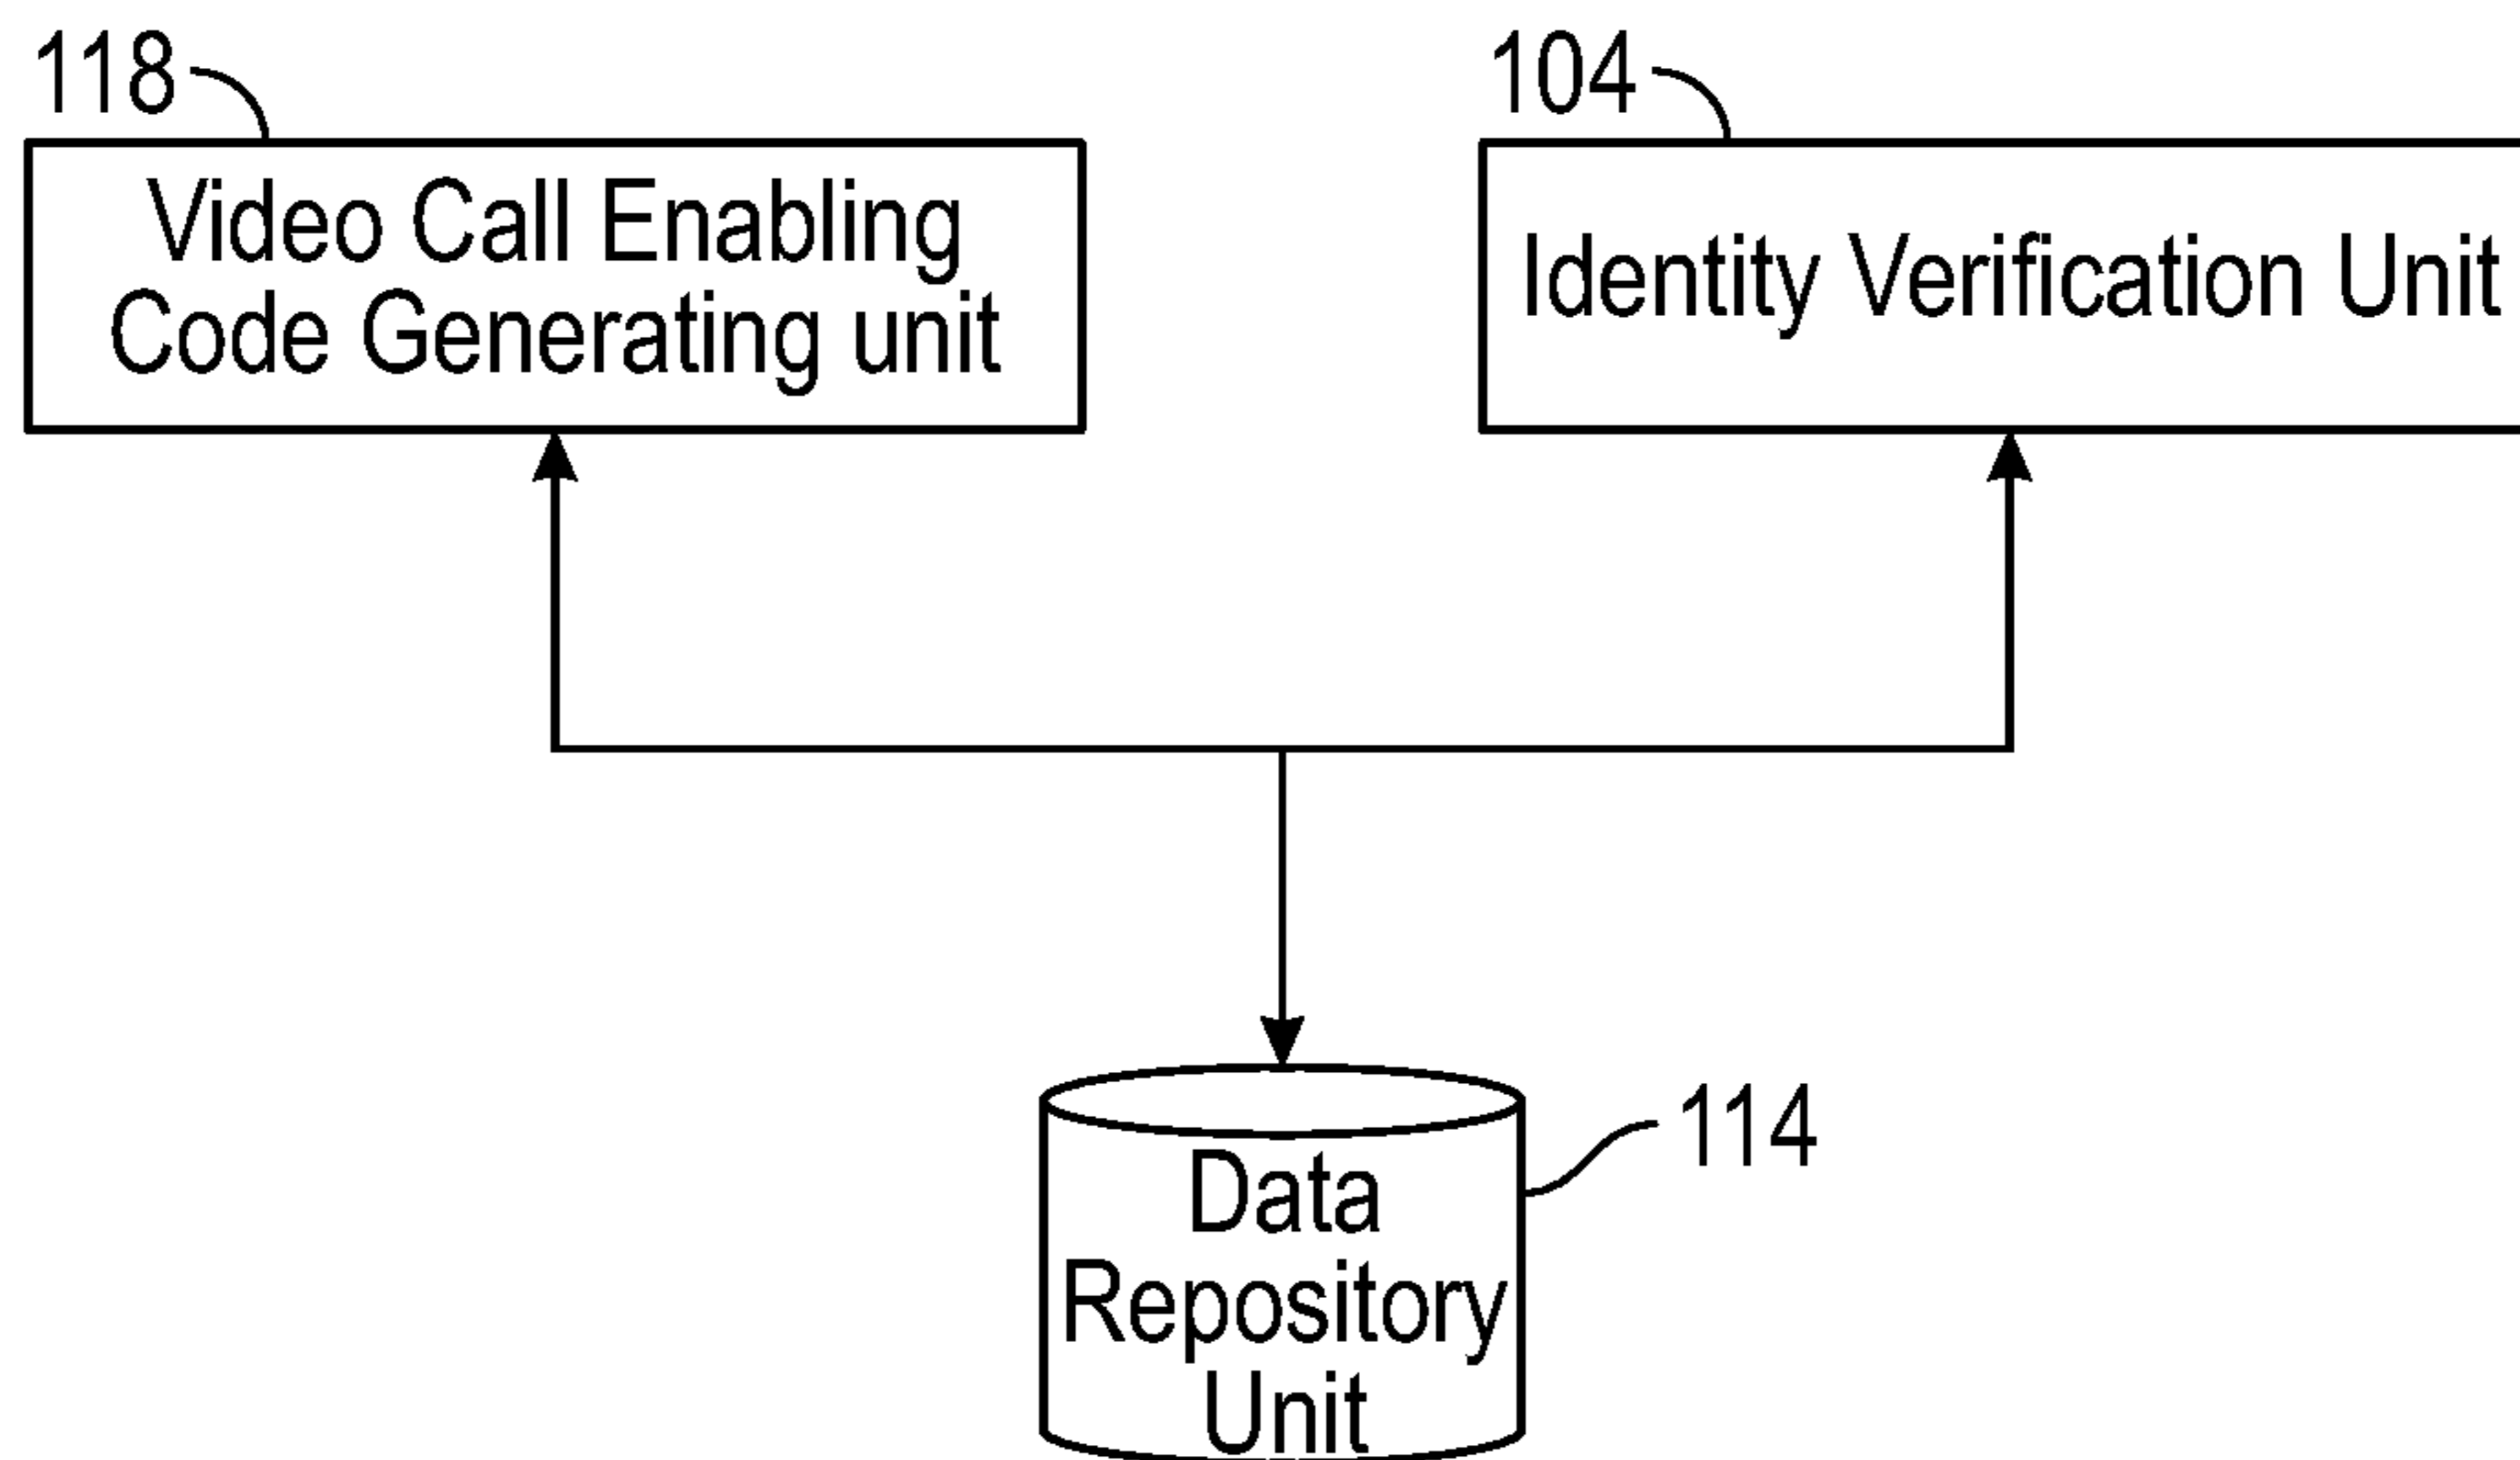 118
Video Call Enabling
Code Generating unit
104
Identity Verification Unit
114
Data
Repository
Unit